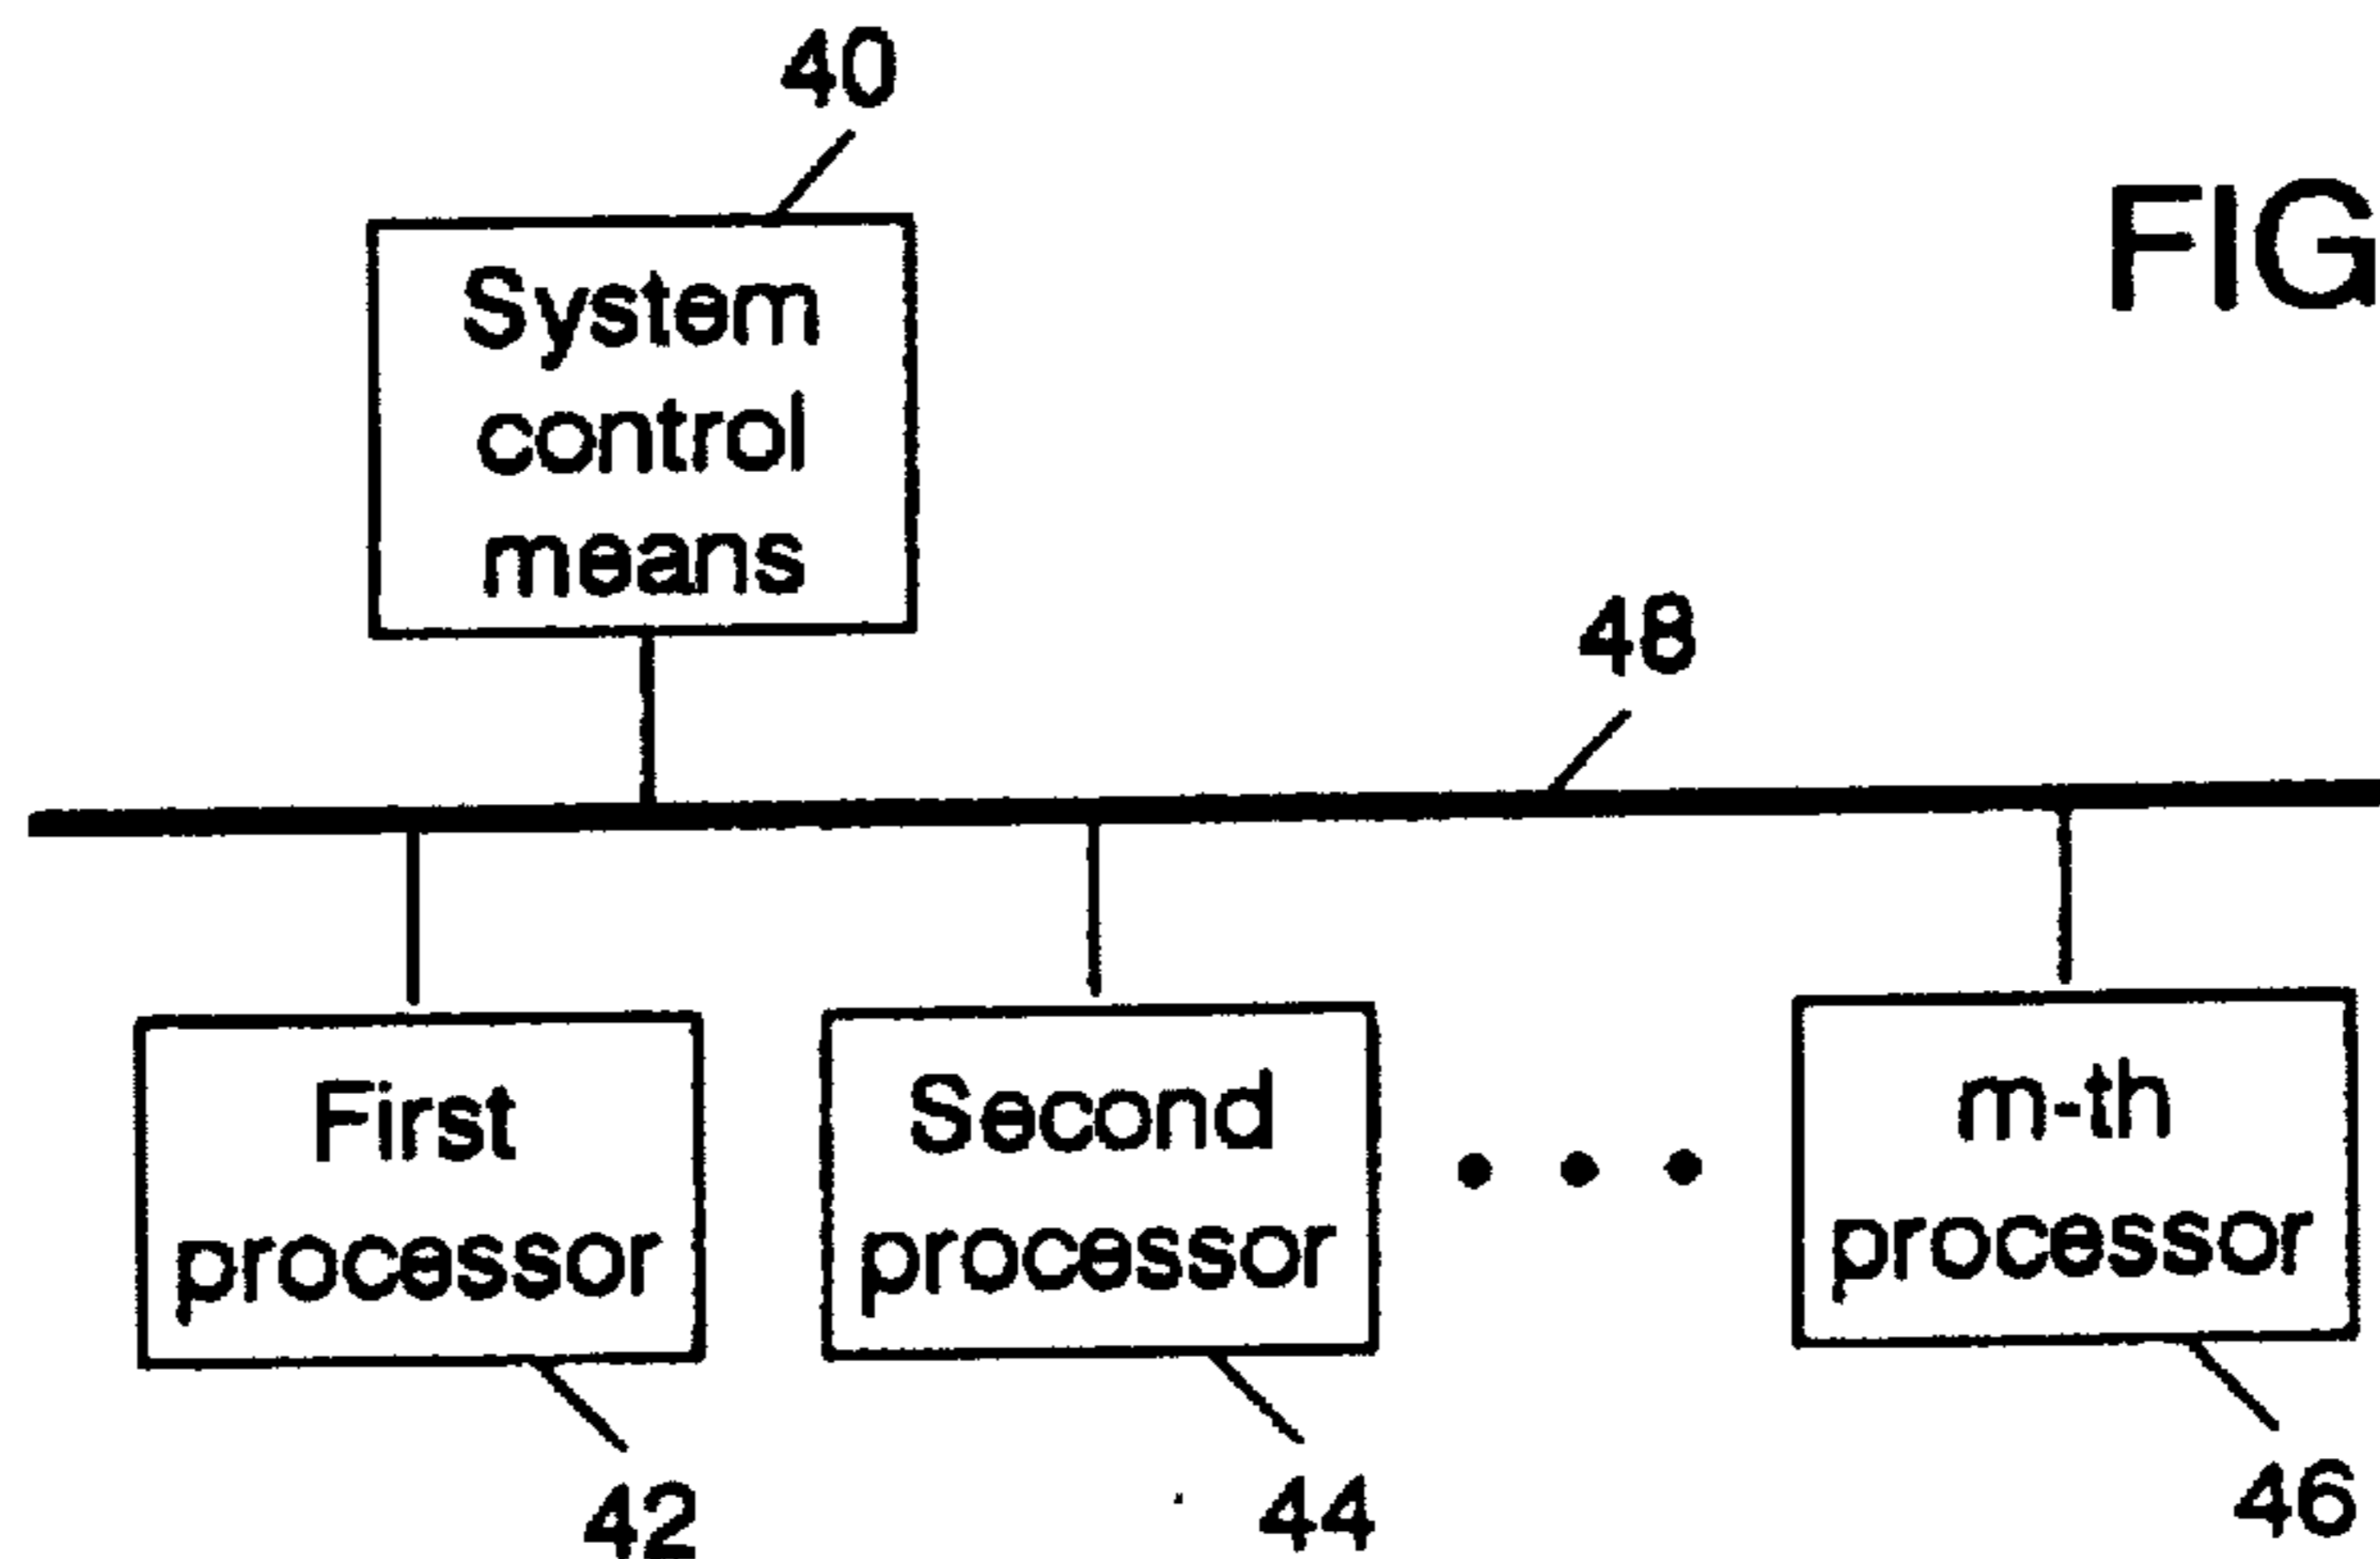 40
FIG
System
control
means
48
First
processor
Second
processor
m-th
processor
42
44
46